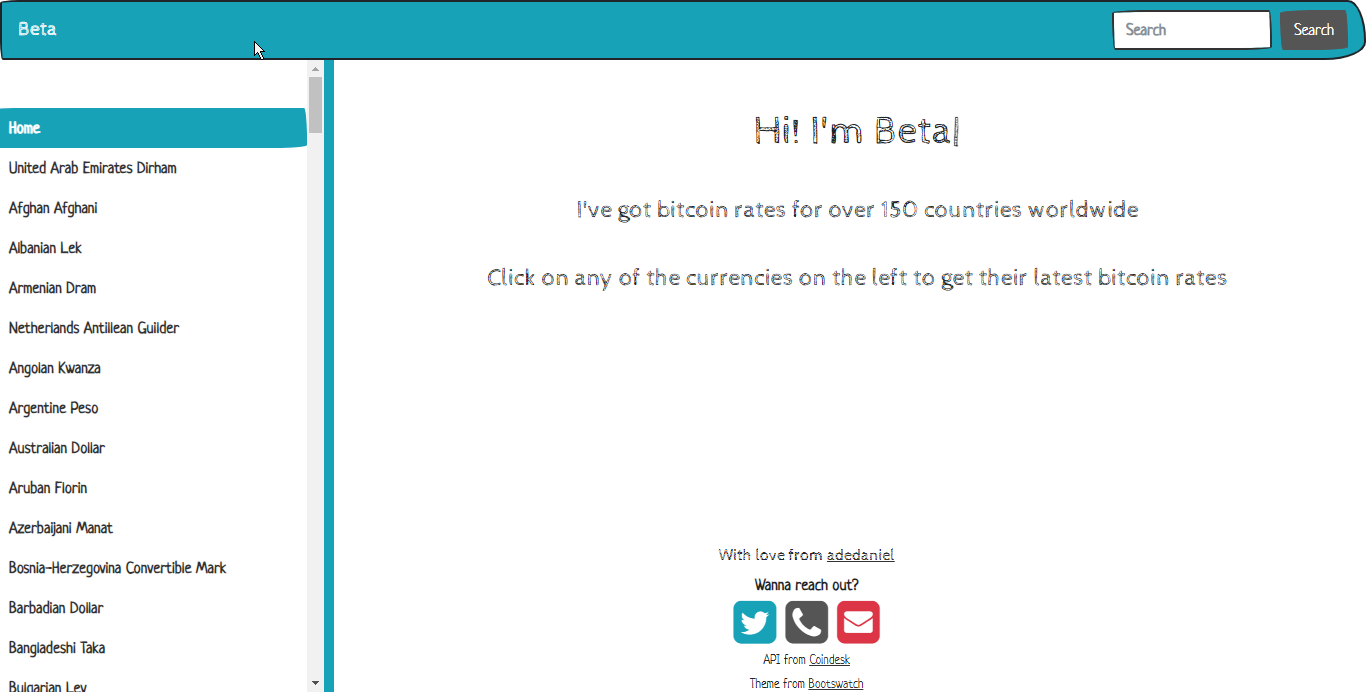 Beta
Search
Search
Home
United Arab Emirates Dirham
Afghan Afghani
Albanian Lek
Armenian Dram
Netherlands Antillean Guilder
Angolan Kwanza
Argentine Peso
Australian Dollar
Aruban Florin
Azerbaijani Manat
Bosnia-Herzegovina Convertible Mark
Barbadian Dollar
Bangladeshi Taka
Bulgarian Lev
Hi! I'm Beta|
I've got bitcoin rates for over 150 countries worldwide
Click on any of the currencies on the left to get their latest bitcoin rates
With love from adedaniel
Wanna reach out?
API from Coindesk
Theme from Bootswatch